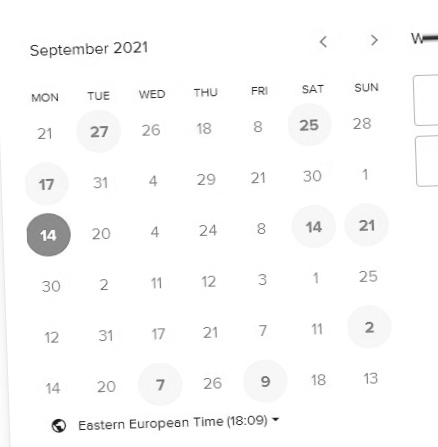 September 2021 < >
MON TUE WED THU FRI SAT SUN
21 27 26 18 8 25 28
17 31 4 29 21 30 1
14 20 4 24 8 14 21
30 2 11 12 3 1 25
12 31 17 21 7 11 2
14 20 7 26 9 18 13
Eastern European Time (18:09)